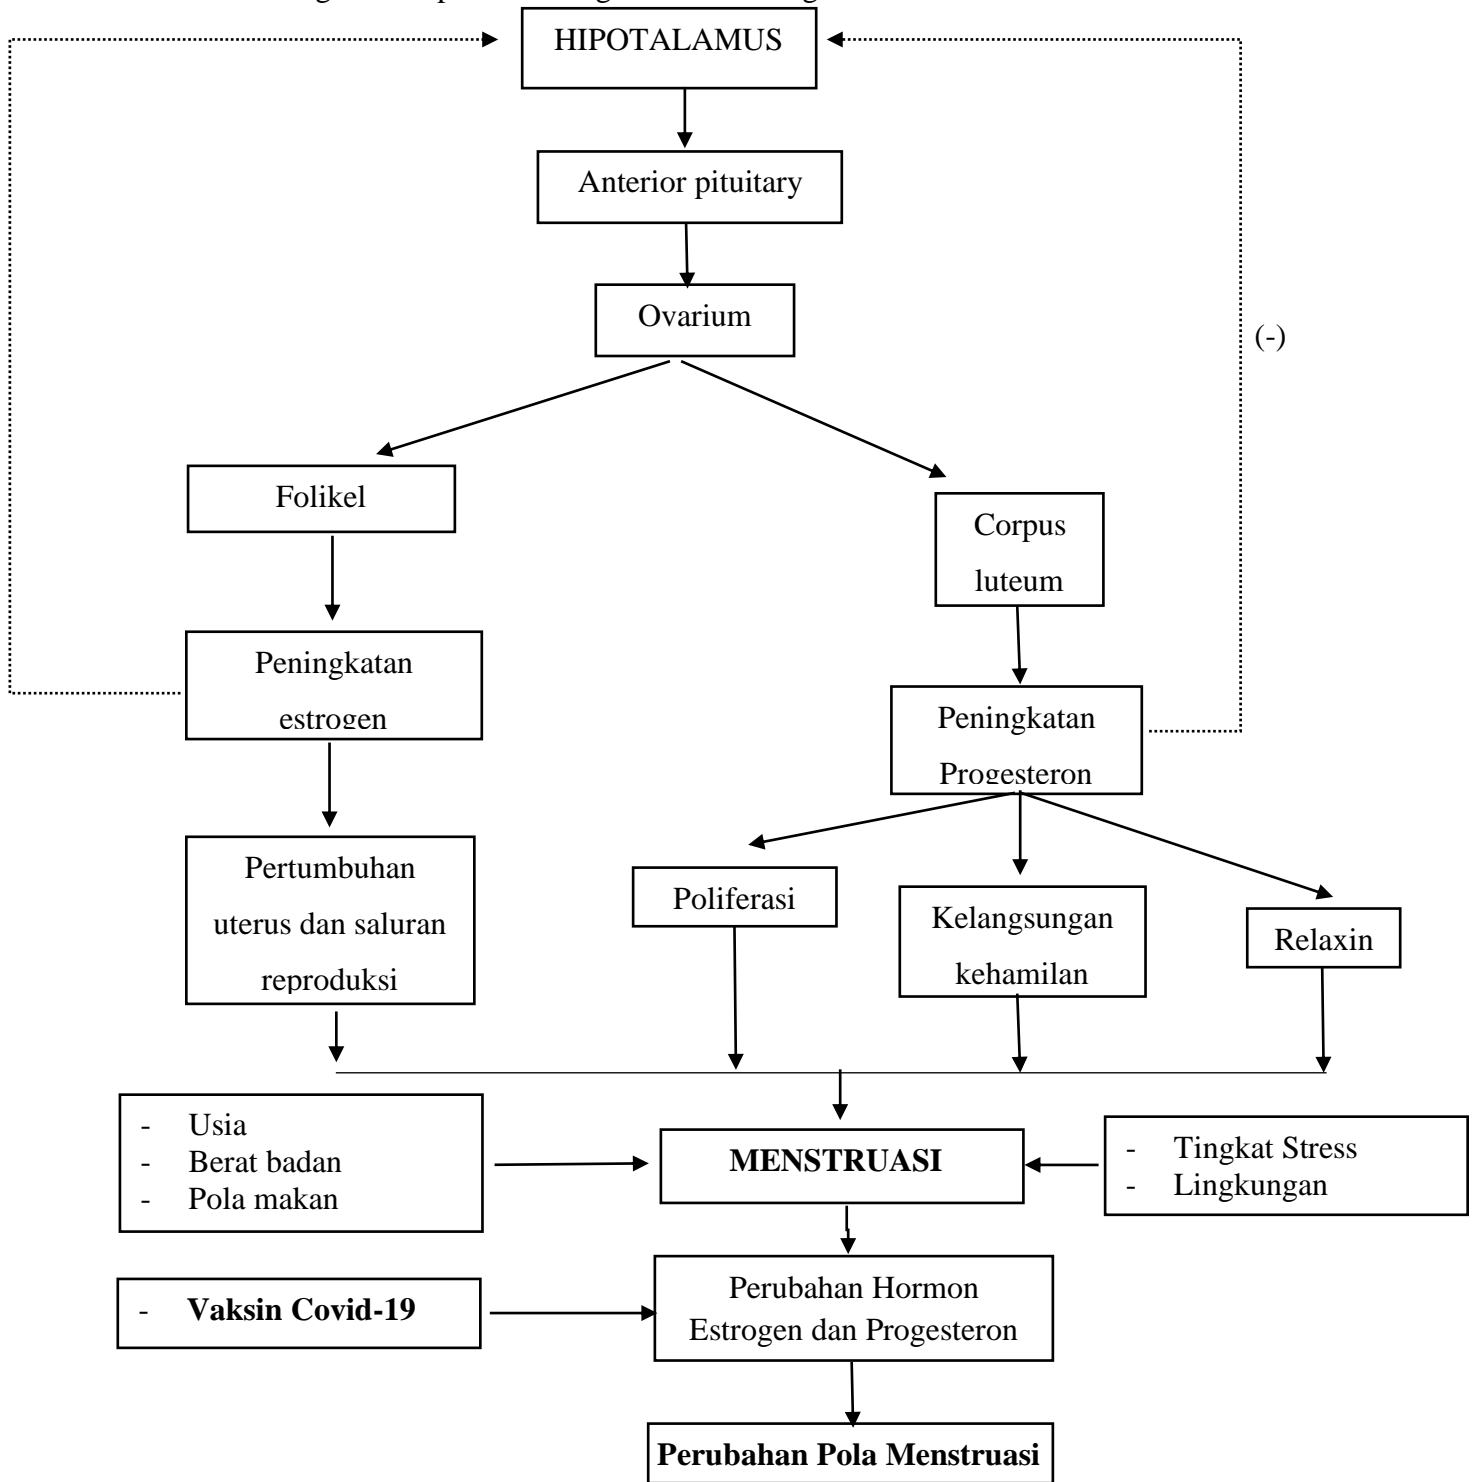 HIPOTALAMUS
Anterior pituitary
Ovarium
(-)
Folikel
Corpus
luteum
Peningkatan
estrogen
Peningkatan
Progesteron
Pertumbuhan
uterus dan saluran
reproduksi
Poliferasi
Kelangsungan
kehamilan
Relaxin
- Usia
- Berat badan
- Pola makan
MENSTRUASI
- Tingkat Stress
- Lingkungan
- Vaksin Covid-19
Perubahan Hormon
Estrogen dan Progesteron
Perubahan Pola Menstruasi